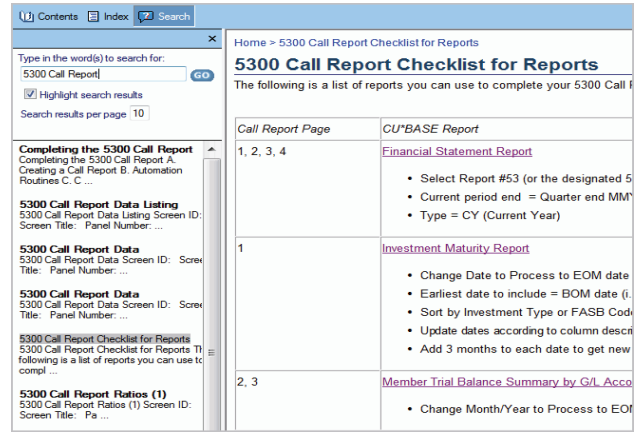 Contents Index Search
×
Type in the word(s) to search for:
5300 Call Report
GO
Highlight search results
Search results per page 10
Completing the 5300 Call Report
Completing the 5300 Call Report A.
Creating a Call Report B. Automation
Routines C. C ...
5300 Call Report Data Listing
5300 Call Report Data Listing Screen ID:
Screen Title: Panel Number: ...
5300 Call Report Data
5300 Call Report Data Screen ID: Scree
Title: Panel Number: ...
5300 Call Report Data
5300 Call Report Data Screen ID: Scree
Title: Panel Number: ...
5300 Call Report Checklist for Reports
5300 Call Report Checklist for Reports Th
following is a list of reports you can use to
compl ...
5300 Call Report Ratios (1)
5300 Call Report Ratios (1) Screen ID:
Screen Title: Pa ...
Home > 5300 Call Report Checklist for Reports
5300 Call Report Checklist for Reports
The following is a list of reports you can use to complete your 5300 Call
Call Report Page CU*BASE Report
1, 2, 3, 4 Financial Statement Report
• Select Report #53 (or the designated 5
• Current period end = Quarter end MMY
• Type = CY (Current Year)
1 Investment Maturity Report
• Change Date to Process to EOM date
• Earliest date to include = BOM date (i.
• Sort by Investment Type or FASB Code
• Update dates according to column descri
• Add 3 months to each date to get new
2, 3 Member Trial Balance Summary by G/L Acco
• Change Month/Year to Process to EOM